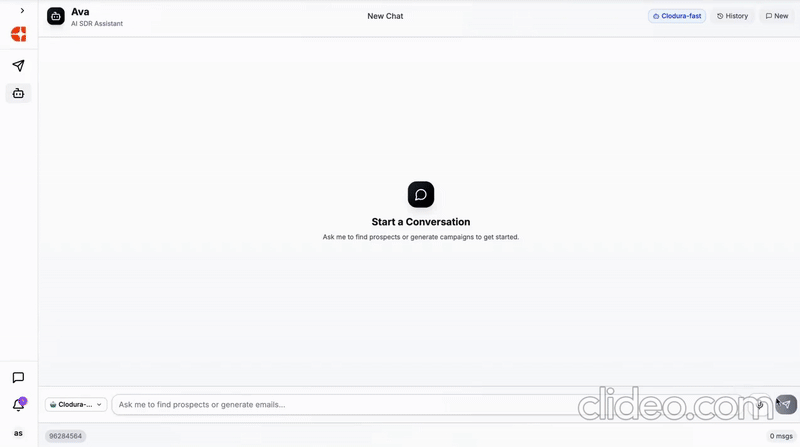 Ava
AI SDR Assistant
New Chat
Clodura-fast
History
New
Start a Conversation
Ask me to find prospects or generate campaigns to get started.
Clodura-...
Ask me to find prospects or generate emails...
clideo.com
as
96284564
0 msgs